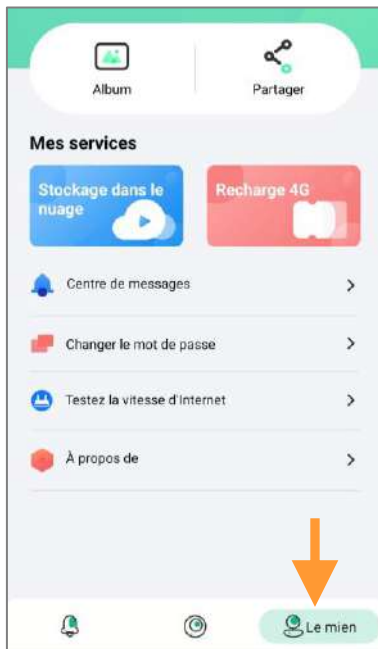 Album
Partager
Mes services
Stockage dans le
nuage
Recharge 4G
Centre de messages
Changer le mot de passe
Testez la vitesse d'Internet
À propos de
Le mien